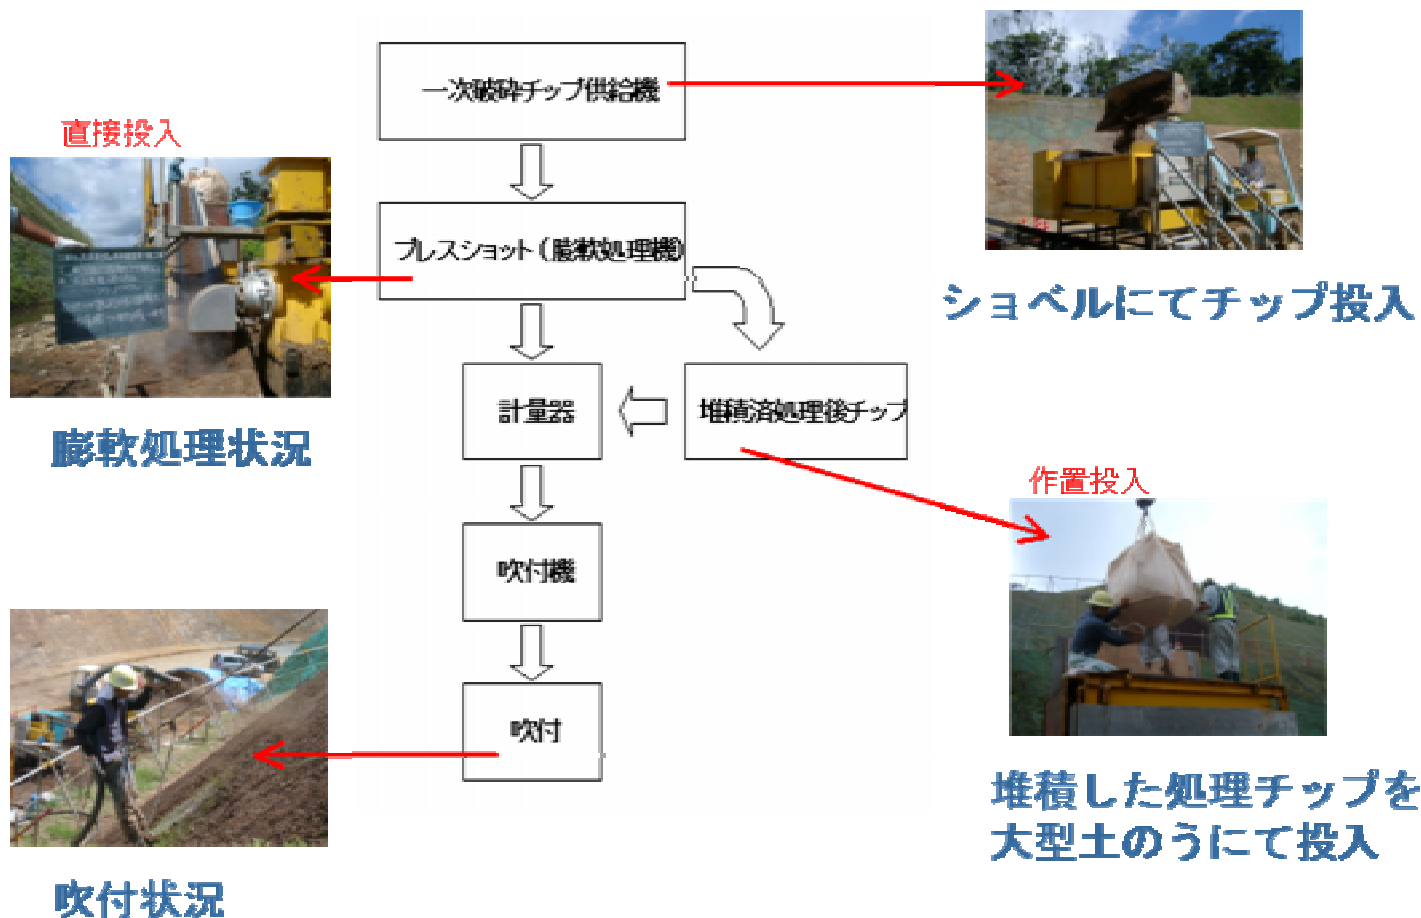 一次破砕チップ供給機
直接投入
プレスショット（膨軟処理機）
ショベルにてチップ投入
計量器
堆積済処理後チップ
膨軟処理状況
作置投入
吹付機
吹付
堆積した処理チップを
大型土のうにて投入
吹付状況